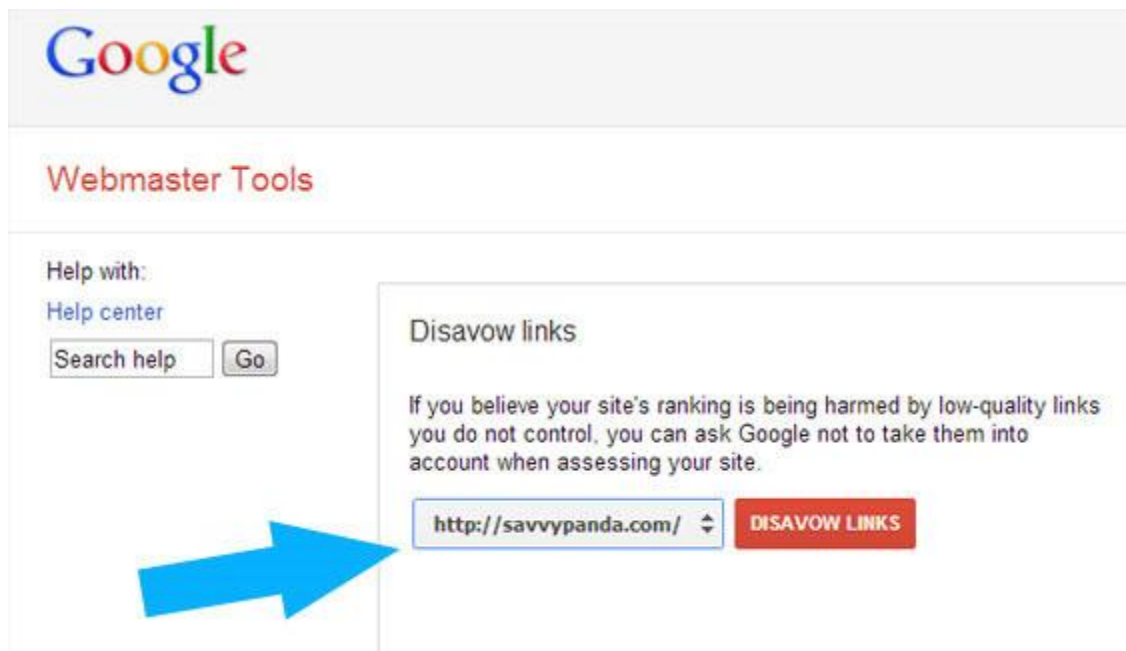 Google
Webmaster Tools
Help with:
Help center
Search help Go
Disavow links
If you believe your site's ranking is being harmed by low-quality links
you do not control, you can ask Google not to take them into
account when assessing your site.
http://savvypanda.com/ DISAVOW LINKS